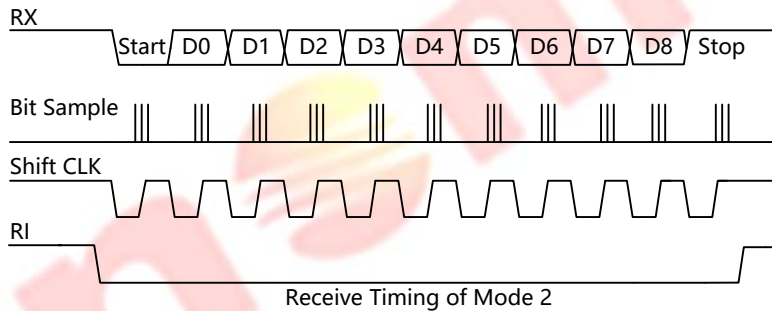 RX
Start D0 D1 D2 D3 D4 D5 D6 D7 D8 Stop
Bit Sample
Shift CLK
RI
Receive Timing of Mode 2